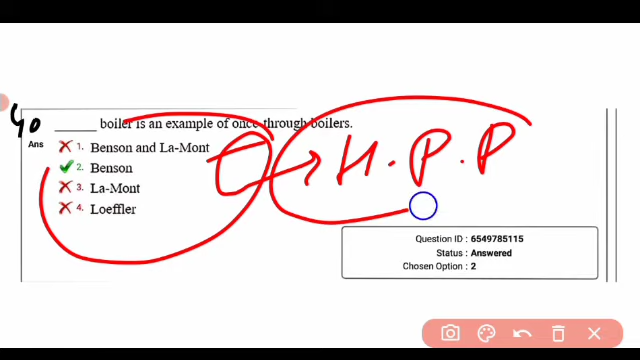 40
______ boiler is an example of once-through boilers.
Ans
1. Benson and La-Mont
2. Benson
3. La-Mont
4. Loeffler
H.P.P
Question ID : 6549785115
Status : Answered
Chosen Option : 2